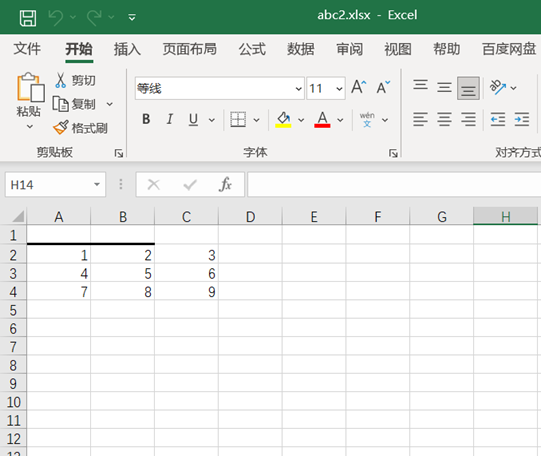 abc2.xlsx - Excel
文件 开始 插入 页面布局 公式 数据 审阅 视图 帮助 百度网盘
粘贴
剪切
复制
格式刷
剪贴板
等线 11 A A
B I U A wén 文
字体
ab
对齐方式
H14 fx
A B C D E F G H
1
2 1 2 3
3 4 5 6
4 7 8 9
5
6
7
8
9
10
11
12